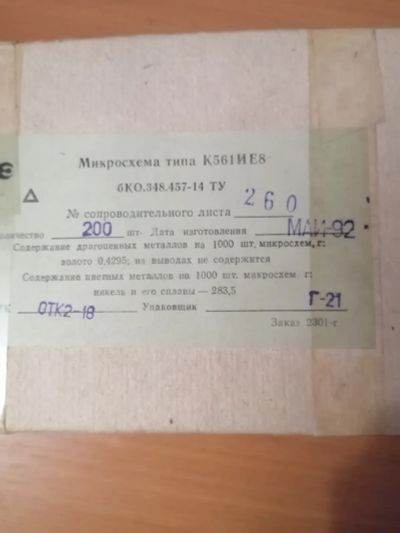 Э
Микросхема типа К561ИЕ8
6К0.348.457-14 ТУ
№ сопроводительного листа 260
200 шт. Дата изготовления МАЙ-92
Содержание драгоценных металлов на 1000 шт. микросхем, г:
золото 0,4295; на выводах не содержится
Содержание цветных металлов на 1000 шт. микросхем г:
никель и его сплавы — 283,5
ОТК2-18 Упаковщик Г-21
Заказ 2301-г